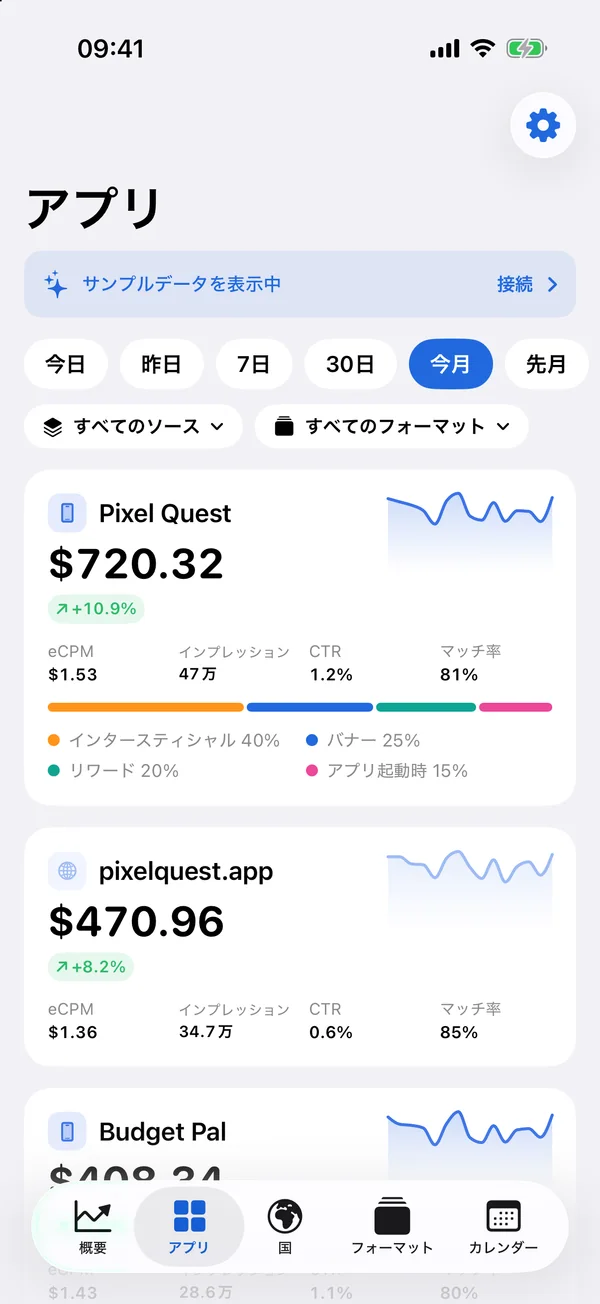 09:41
アプリ
サンプルデータを表示中 接続
今日 昨日 7日 30日 今月 先月
すべてのソース すべてのフォーマット
Pixel Quest
$720.32
+10.9%
eCPM インプレッション CTR マッチ率
$1.53 47万 1.2% 81%
インタースティシャル 40% バナー 25%
リワード 20% アプリ起動時 15%
pixelquest.app
$470.96
+8.2%
eCPM インプレッション CTR マッチ率
$1.36 34.7万 0.6% 85%
Budget Pal
$408.34
概要 アプリ 国 フォーマット カレンダー
$1.43 28.6万 1.1% 80%